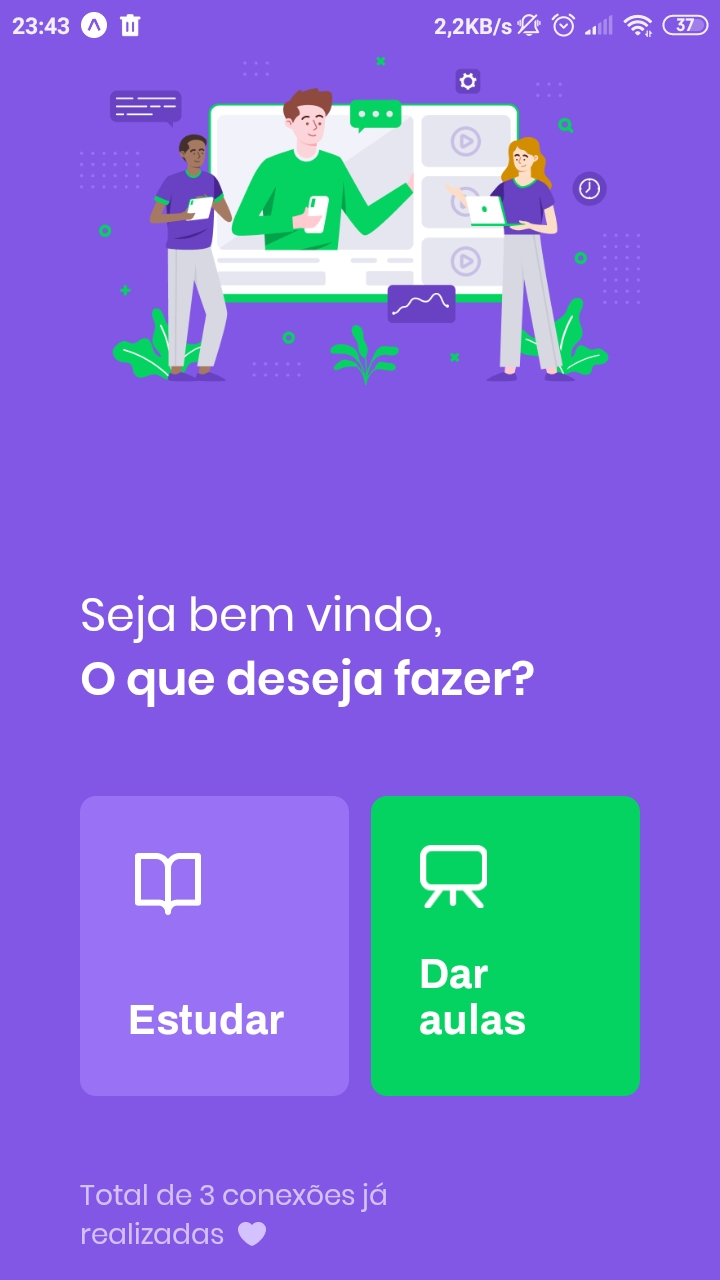 23:43
2,2KB/s
37
Seja bem vindo,
O que deseja fazer?
Estudar
Dar
aulas
Total de 3 conexões já
realizadas